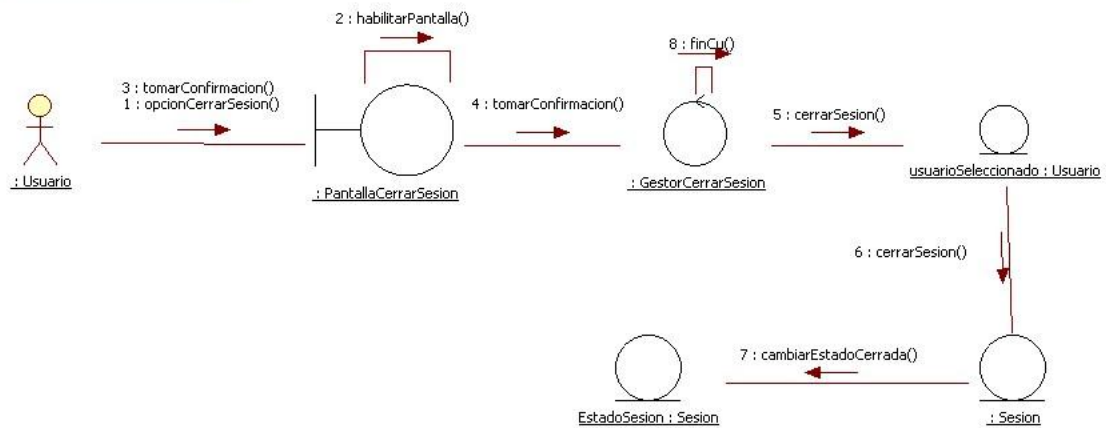 2 : habilitarPantalla()
8 : finCu()
3 : tomarConfirmacion()
1 : opcionCerrarSesion()
4 : tomarConfirmacion()
5 : cerrarSesion()
: Usuario
: PantallaCerrarSesion
: GestorCerrarSesion
usuarioSeleccionado : Usuario
6 : cerrarSesion()
7 : cambiarEstadoCerrada()
EstadoSesion : Sesion
: Sesion